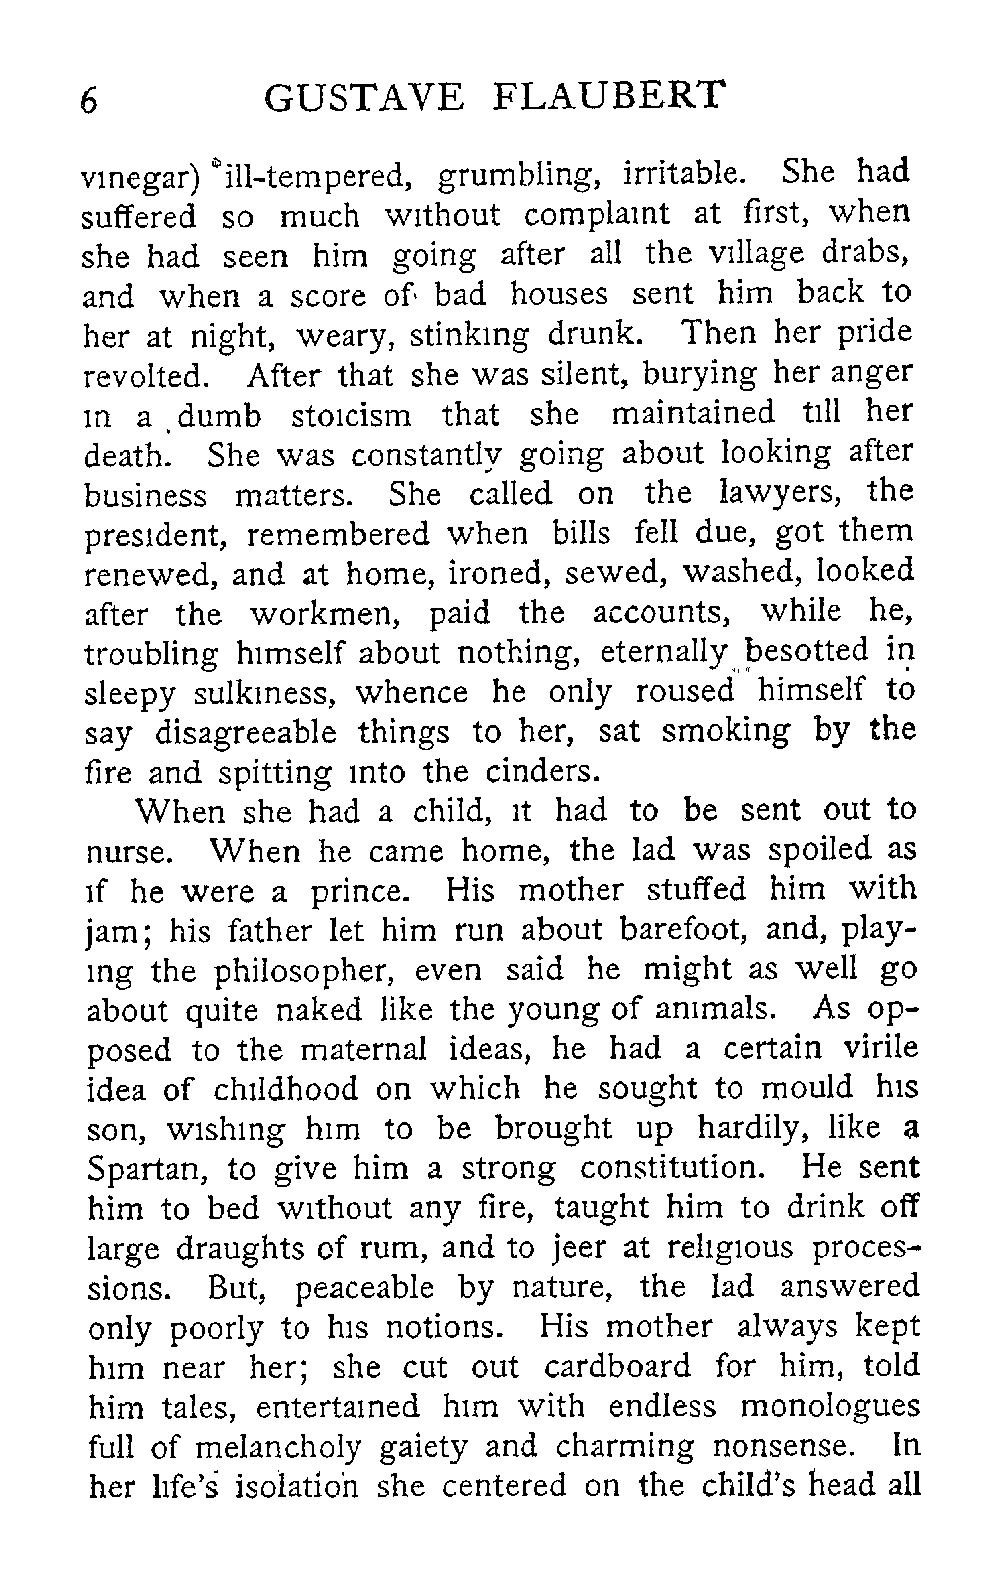 6 GUSTAVE FLAUBERT
vinegar) ill-tempered, grumbling, irritable. She had
suffered so much without complaint at first, when
she had seen him going after all the village drabs,
and when a score of bad houses sent him back to
her at night, weary, stinking drunk. Then her pride
revolted. After that she was silent, burying her anger
in a dumb stoicism that she maintained till her
death. She was constantly going about looking after
business matters. She called on the lawyers, the
president, remembered when bills fell due, got them
renewed, and at home, ironed, sewed, washed, looked
after the workmen, paid the accounts, while he,
troubling himself about nothing, eternally besotted in
sleepy sulkiness, whence he only roused himself to
say disagreeable things to her, sat smoking by the
fire and spitting into the cinders.
When she had a child, it had to be sent out to
nurse. When he came home, the lad was spoiled as
if he were a prince. His mother stuffed him with
jam; his father let him run about barefoot, and, play-
ing the philosopher, even said he might as well go
about quite naked like the young of animals. As op-
posed to the maternal ideas, he had a certain virile
idea of childhood on which he sought to mould his
son, wishing him to be brought up hardily, like a
Spartan, to give him a strong constitution. He sent
him to bed without any fire, taught him to drink off
large draughts of rum, and to jeer at religious proces-
sions. But, peaceable by nature, the lad answered
only poorly to his notions. His mother always kept
him near her; she cut out cardboard for him, told
him tales, entertained him with endless monologues
full of melancholy gaiety and charming nonsense. In
her life's isolation she centered on the child's head all